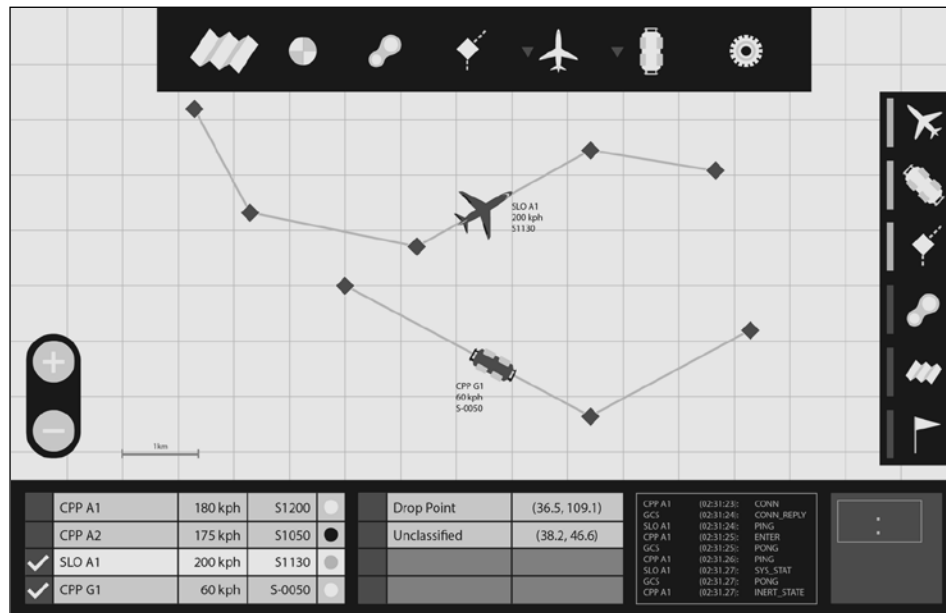 SLO A1
200 kph
S1130
CPP G1
60 kph
S-0050
1km
CPP A1 180 kph S1200
CPP A2 175 kph S1050
SLO A1 200 kph S1130
CPP G1 60 kph S-0050
Drop Point (36.5, 109.1)
Unclassified (38.2, 46.6)
CPP A1 (02:31:23): CONN
GCS (02:31:24): CONN_REPLY
SLO A1 (02:31:24): PING
CPP A1 (02:31:25): ENTER
GCS (02:31:25): PONG
CPP A1 (02:31.26): PING
SLO A1 (02:31.27): SYS_STAT
GCS (02:31.27): PONG
CPP A1 (02:31.27): INERT_STATE